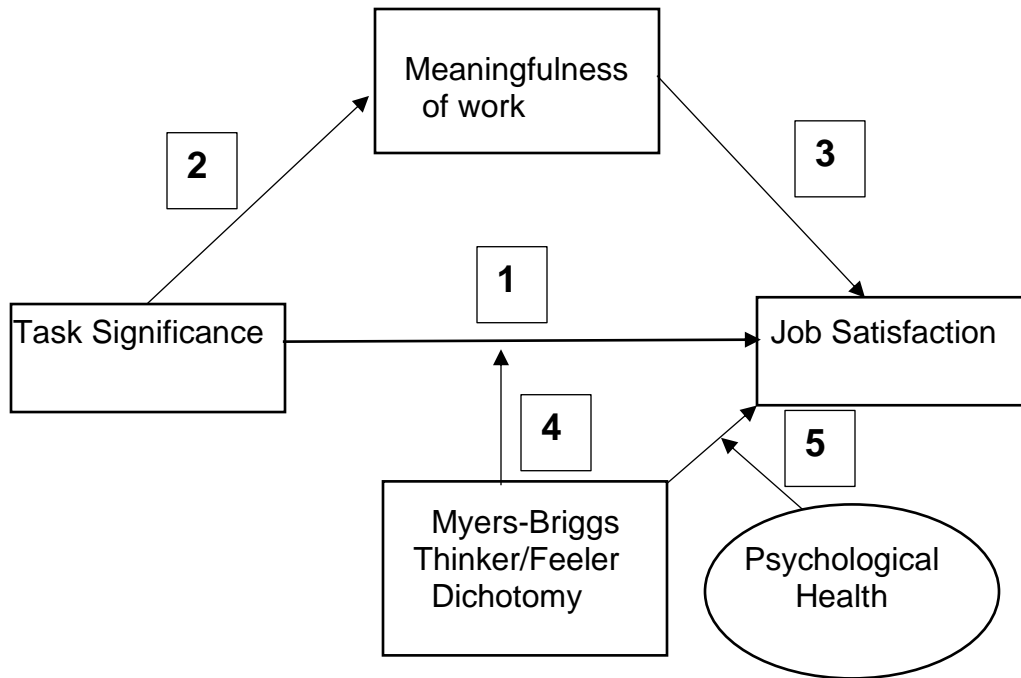 Meaningfulness
of work
2
3
1
Task Significance
Job Satisfaction
4
5
Myers-Briggs
Thinker/Feeler
Dichotomy
Psychological
Health